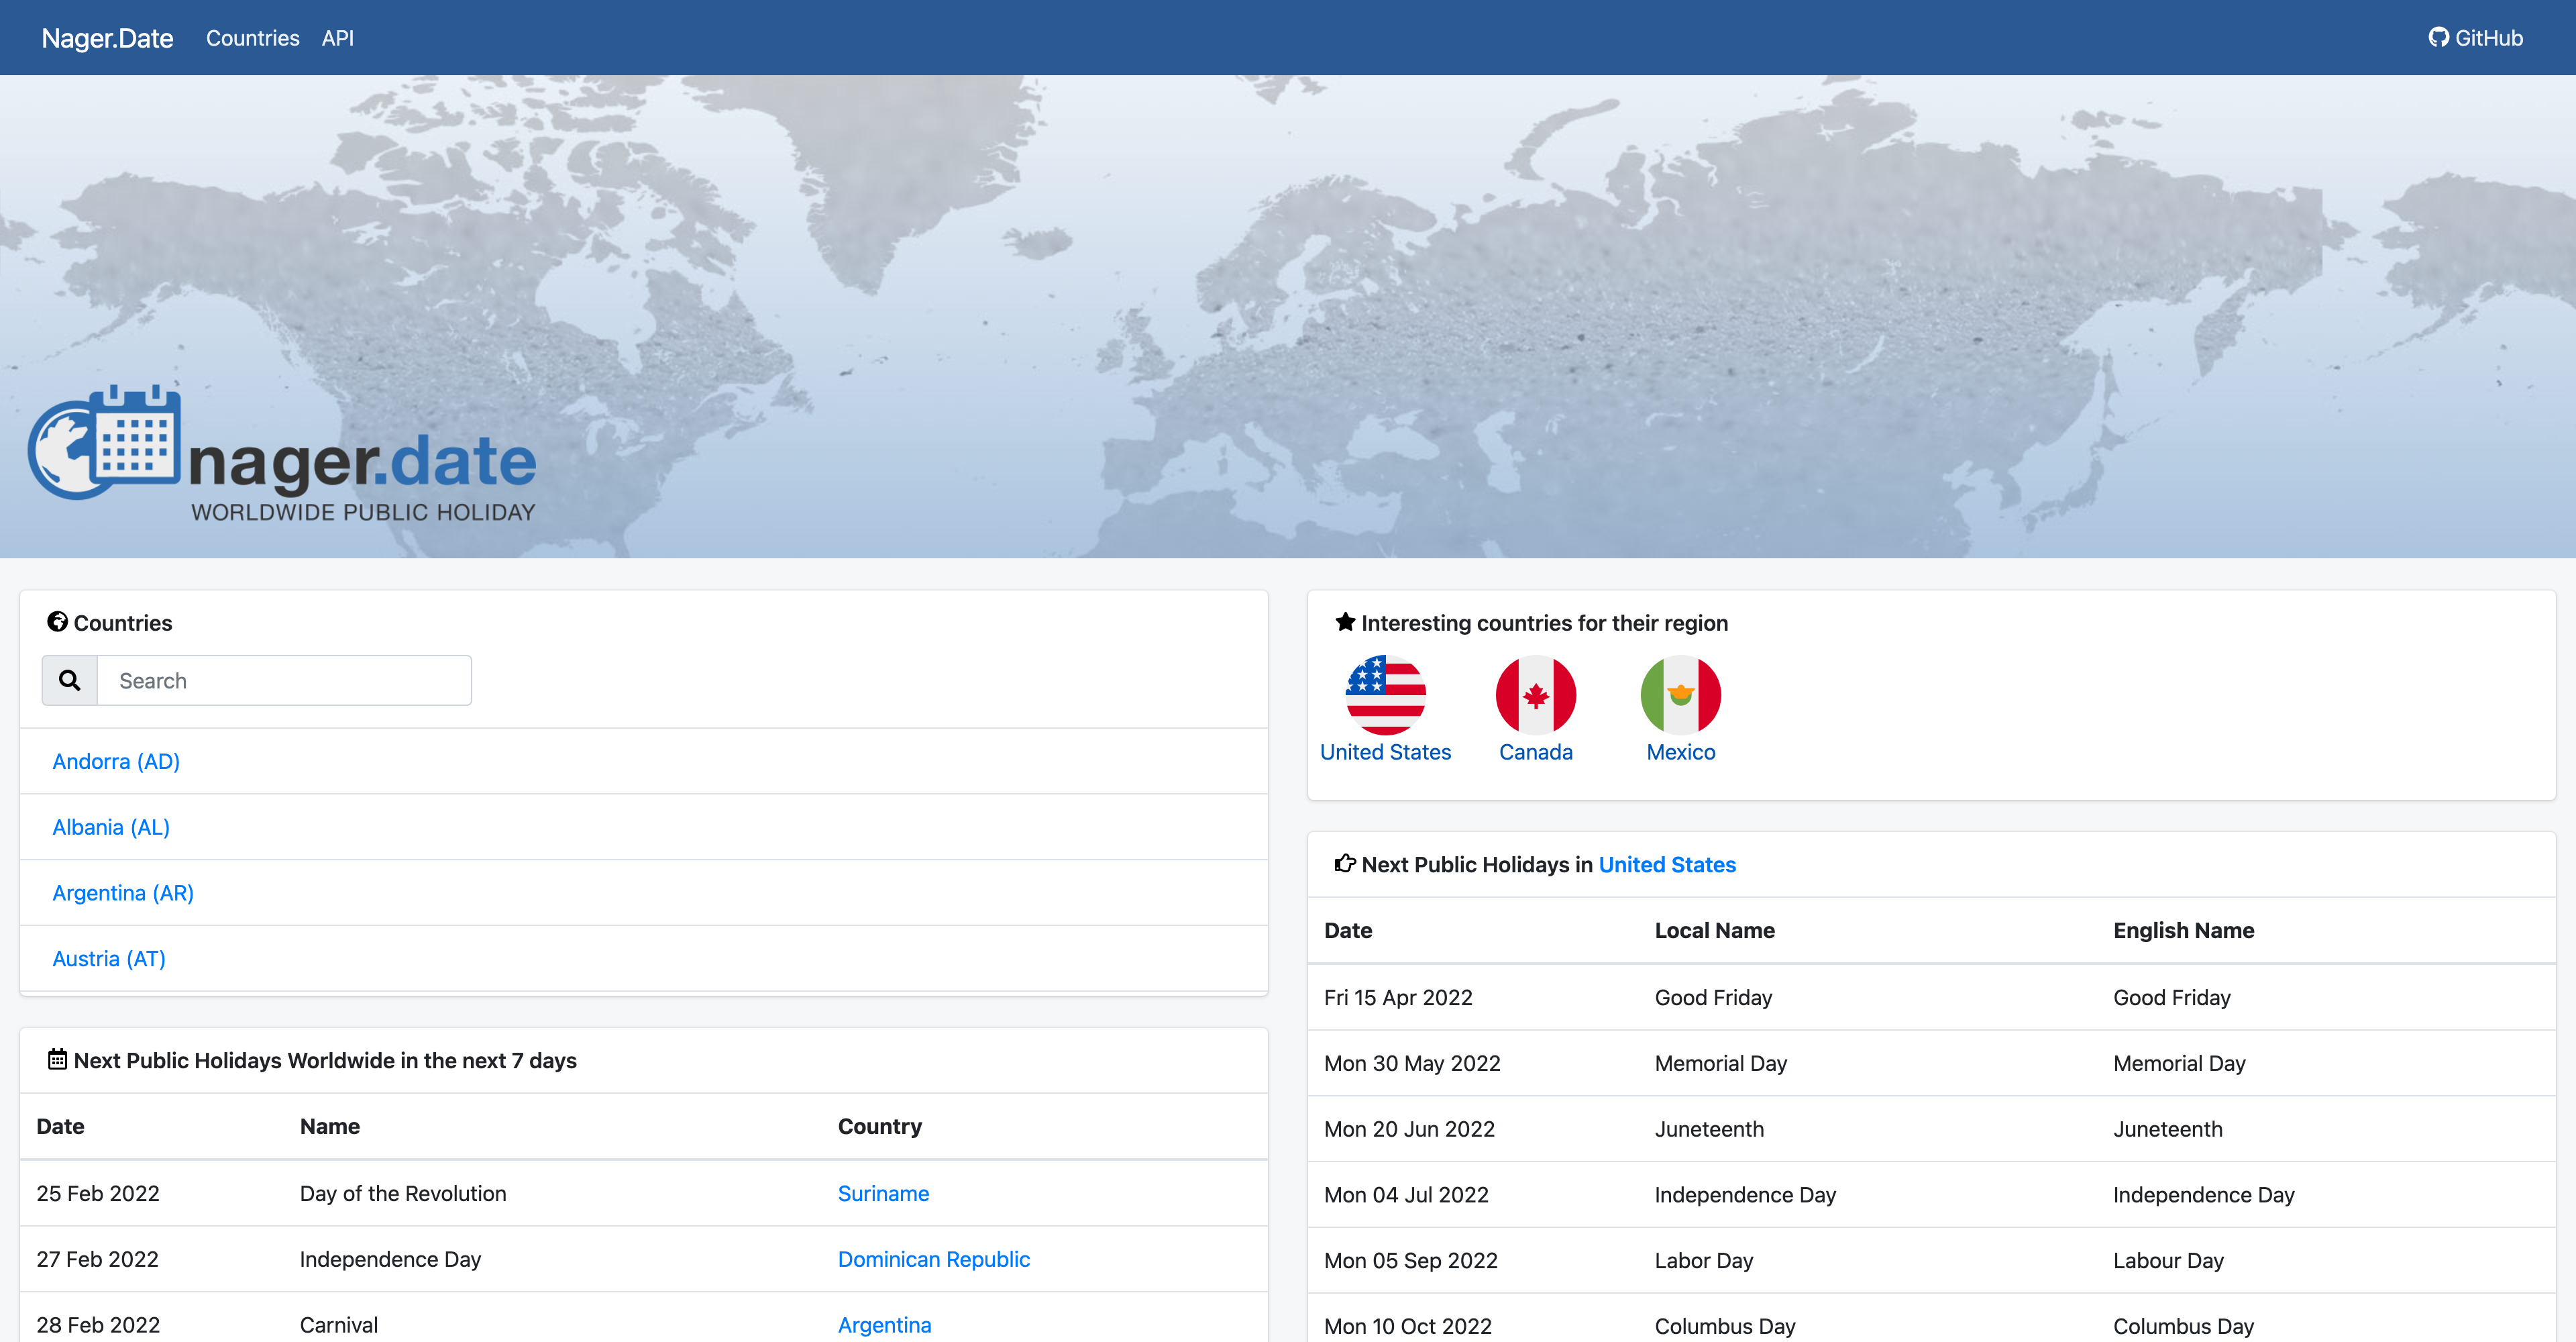 Nager.Date Countries API GitHub
nager.date
WORLDWIDE PUBLIC HOLIDAY
Countries
Search
Andorra (AD)
Albania (AL)
Argentina (AR)
Austria (AT)
Next Public Holidays Worldwide in the next 7 days
Date Name Country
25 Feb 2022 Day of the Revolution Suriname
27 Feb 2022 Independence Day Dominican Republic
28 Feb 2022 Carnival Argentina
Interesting countries for their region
United States Canada Mexico
Next Public Holidays in United States
Date Local Name English Name
Fri 15 Apr 2022 Good Friday Good Friday
Mon 30 May 2022 Memorial Day Memorial Day
Mon 20 Jun 2022 Juneteenth Juneteenth
Mon 04 Jul 2022 Independence Day Independence Day
Mon 05 Sep 2022 Labor Day Labour Day
Mon 10 Oct 2022 Columbus Day Columbus Day